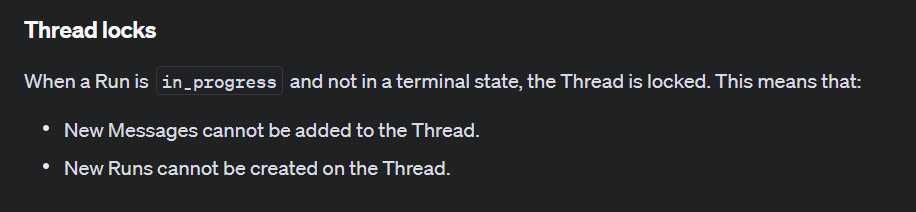 Thread locks
When a Run is in_progress and not in a terminal state, the Thread is locked. This means that:
• New Messages cannot be added to the Thread.
• New Runs cannot be created on the Thread.